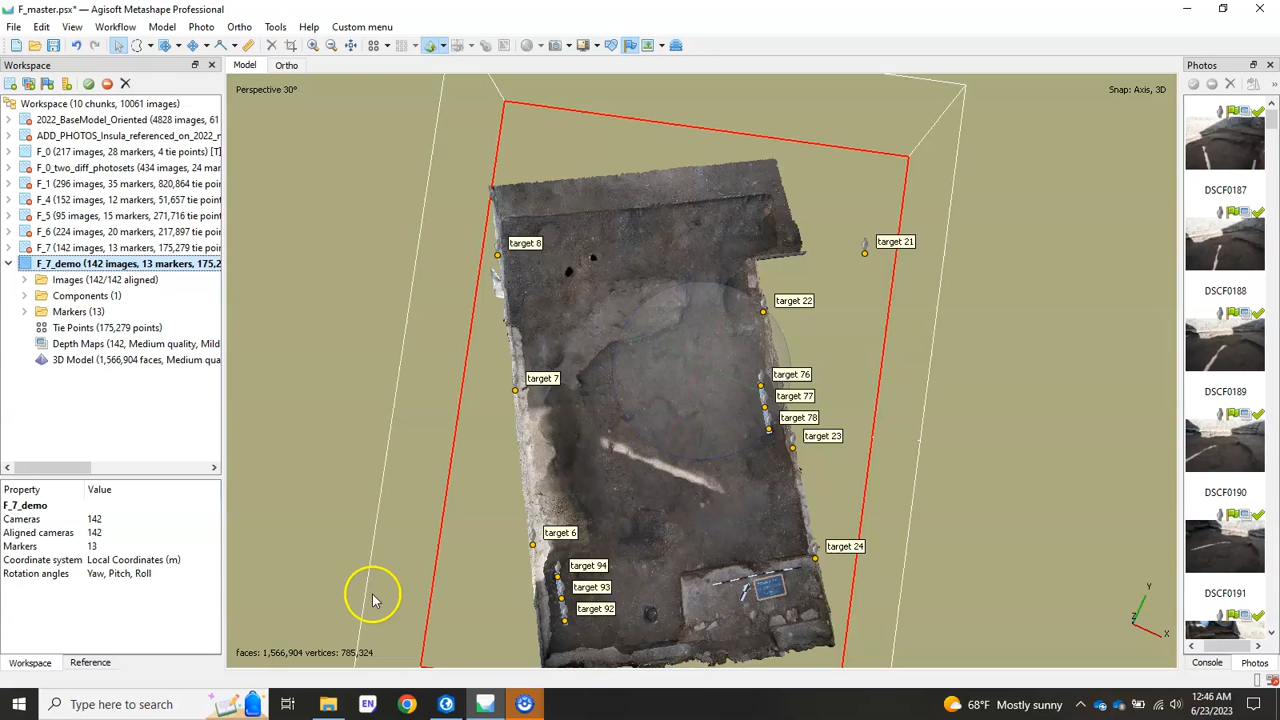 F_master.psx* — Agisoft Metashape Professional
File Edit View Workflow Model Photo Ortho Tools Help Custom menu
Workspace
Workspace (10 chunks, 10061 images)
2022_BaseModel_Oriented (4828 images, 61
ADD_PHOTOS_Insula_referenced_on_2022_r
F_0 (217 images, 28 markers, 4 tie points) [T]
F_0_two_diff_photosets (434 images, 24 mar
F_1 (296 images, 35 markers, 820,864 tie poi
F_4 (152 images, 12 markers, 51,657 tie point
F_5 (95 images, 15 markers, 271,716 tie point
F_6 (224 images, 20 markers, 217,897 tie poin
F_7 (142 images, 13 markers, 175,279 tie poin
F_7_demo (142 images, 13 markers, 175,2
Images (142/142 aligned)
Components (1)
Markers (13)
Tie Points (175,279 points)
Depth Maps (142, Medium quality, Mild
3D Model (1,566,904 faces, Medium qua
Property Value
F_7_demo
Cameras 142
Aligned cameras 142
Markers 13
Coordinate system Local Coordinates (m)
Rotation angles Yaw, Pitch, Roll
Workspace Reference
Model Ortho
Perspective 30°
Snap: Axis, 3D
target 8
target 21
target 22
target 7
target 76
target 77
target 78
target 23
target 6
target 24
target 94
target 93
target 92
Y
Z
X
faces: 1,566,904 vertices: 785,324
Photos
DSCF0187
DSCF0188
DSCF0189
DSCF0190
DSCF0191
Console Photos
Type here to search
EN
68°F Mostly sunny
12:46 AM
6/23/2023